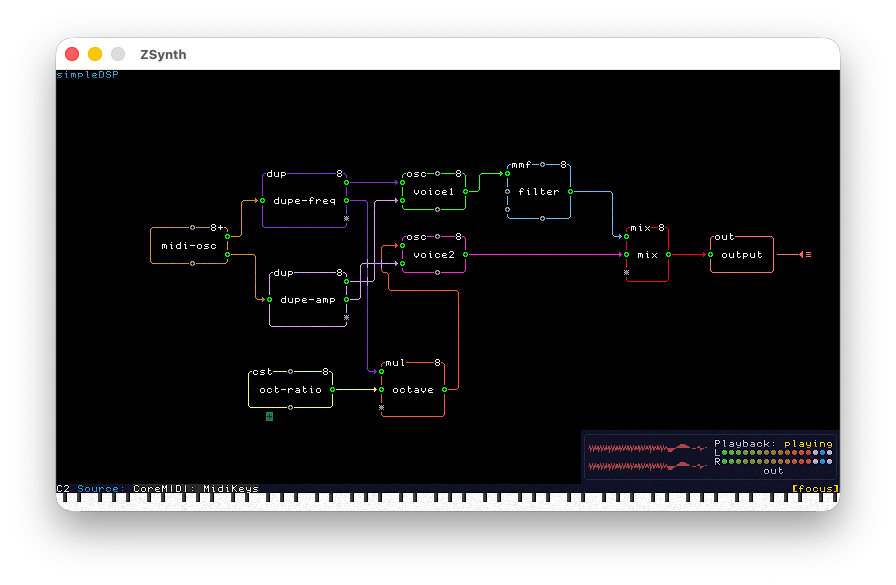 ZSynth
simpleDSP
mmf 8
filter
dup 8
dupe-freq
osc 8
voice1
8+
midi-osc
mix 8
mix
osc 8
voice2
out
output
dup 8
dupe-amp
mul 8
octave
cst 8
oct-ratio
Playback: playing
L
R
out
C2 Source: CoreMIDI: MidiKeys
[focus]